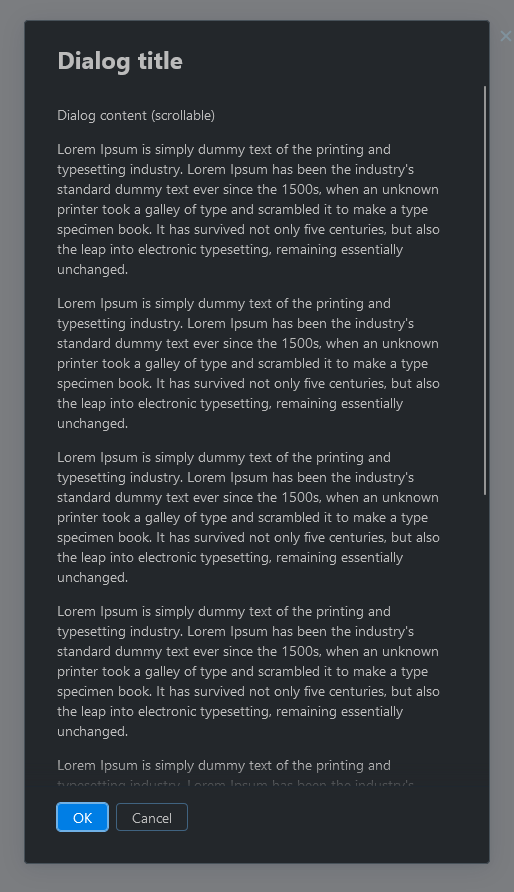 Dialog title
Dialog content (scrollable)
Lorem Ipsum is simply dummy text of the printing and
typesetting industry. Lorem Ipsum has been the industry's
standard dummy text ever since the 1500s, when an unknown
printer took a galley of type and scrambled it to make a type
specimen book. It has survived not only five centuries, but also
the leap into electronic typesetting, remaining essentially
unchanged.
Lorem Ipsum is simply dummy text of the printing and
typesetting industry. Lorem Ipsum has been the industry's
standard dummy text ever since the 1500s, when an unknown
printer took a galley of type and scrambled it to make a type
specimen book. It has survived not only five centuries, but also
the leap into electronic typesetting, remaining essentially
unchanged.
Lorem Ipsum is simply dummy text of the printing and
typesetting industry. Lorem Ipsum has been the industry's
standard dummy text ever since the 1500s, when an unknown
printer took a galley of type and scrambled it to make a type
specimen book. It has survived not only five centuries, but also
the leap into electronic typesetting, remaining essentially
unchanged.
Lorem Ipsum is simply dummy text of the printing and
typesetting industry. Lorem Ipsum has been the industry's
standard dummy text ever since the 1500s, when an unknown
printer took a galley of type and scrambled it to make a type
specimen book. It has survived not only five centuries, but also
the leap into electronic typesetting, remaining essentially
unchanged.
Lorem Ipsum is simply dummy text of the printing and
typesetting industry. Lorem Ipsum has been the industry's
OK Cancel